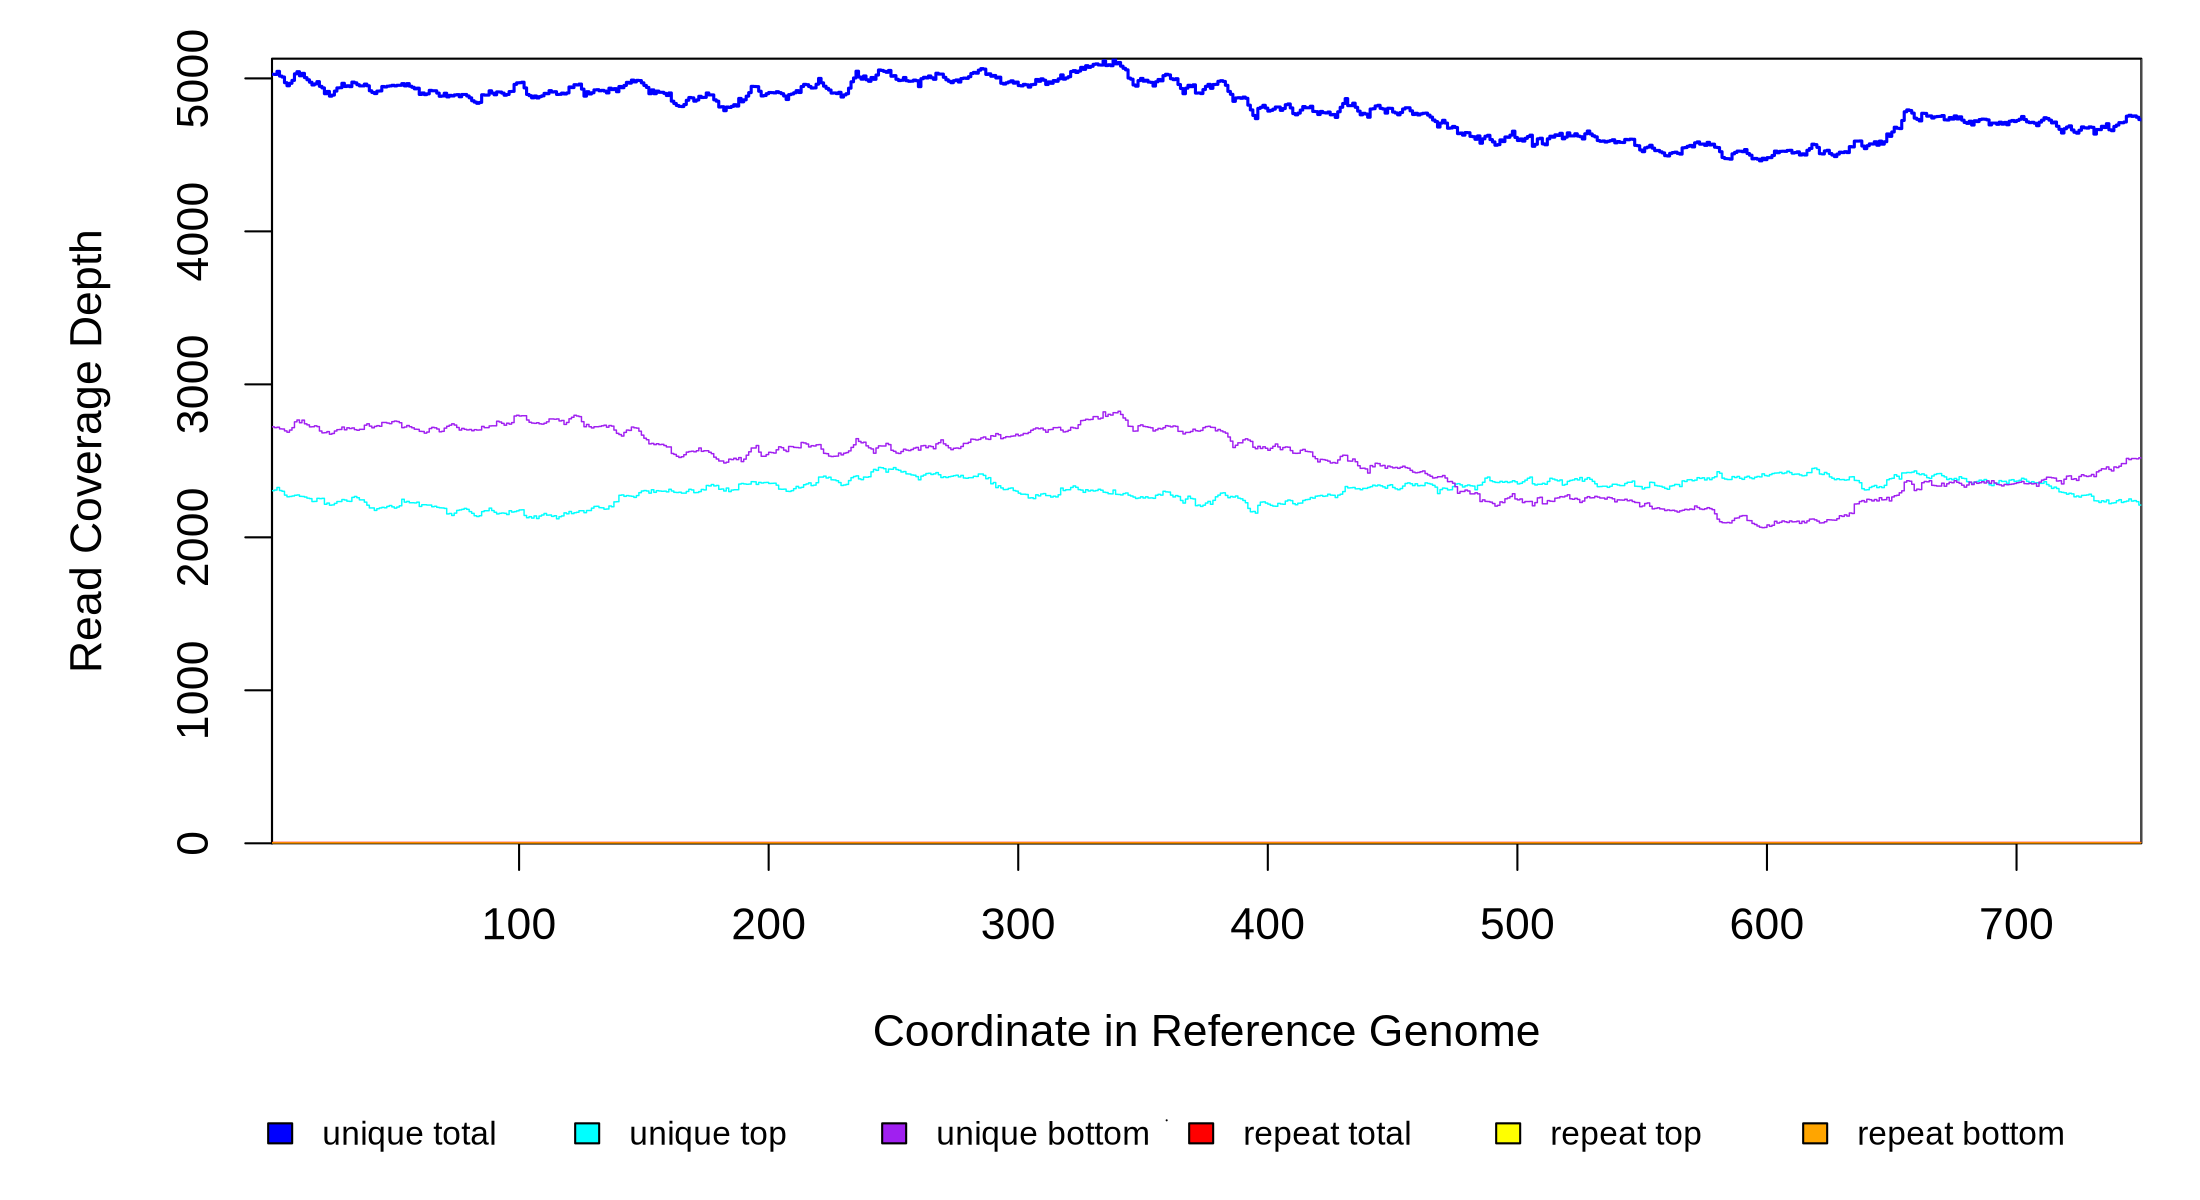 Read Coverage Depth
5000
4000
3000
2000
1000
0
100 200 300 400 500 600 700
Coordinate in Reference Genome
unique total unique top unique bottom repeat total repeat top repeat bottom